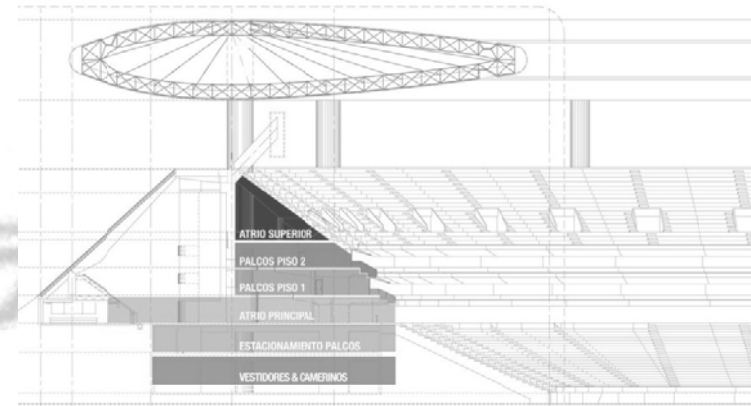 ATRIO SUPERIOR
PALCOS PISO 2
PALCOS PISO 1
ATRIO PRINCIPAL
ESTACIONAMIENTO PALCOS
VESTIDORES & CAMERINOS